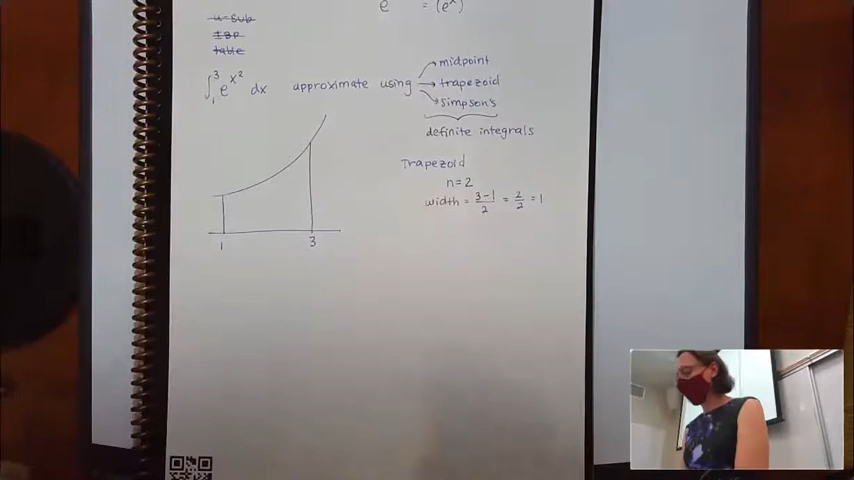 e = (eˣ)
u-sub
IBP
table
∫₁³ e^x² dx approximate using → midpoint
→ trapezoid
→ Simpson's
definite integrals
Trapezoid
n=2
width = 3-1/2 = 2/2 = 1
1 3